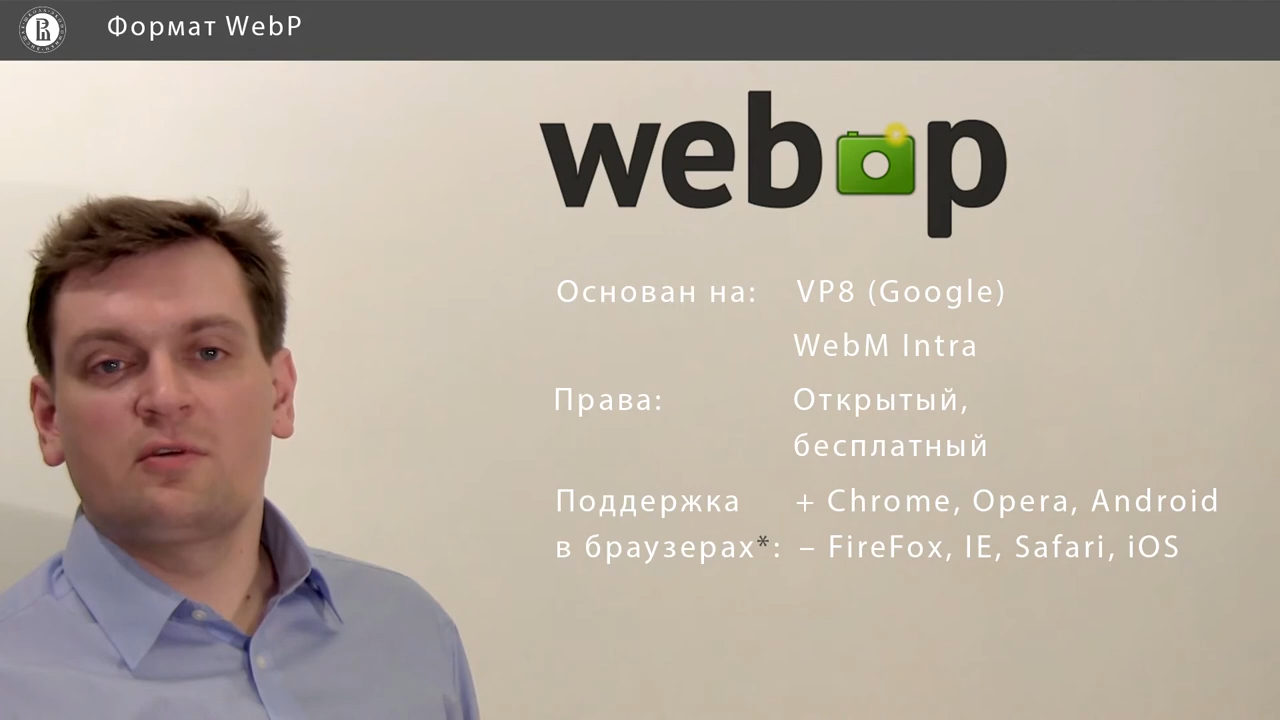 Формат WebP
webp
Основан на: VP8 (Google)
WebM Intra
Права: Открытый,
бесплатный
Поддержка + Chrome, Opera, Android
в браузерах*: – FireFox, IE, Safari, iOS